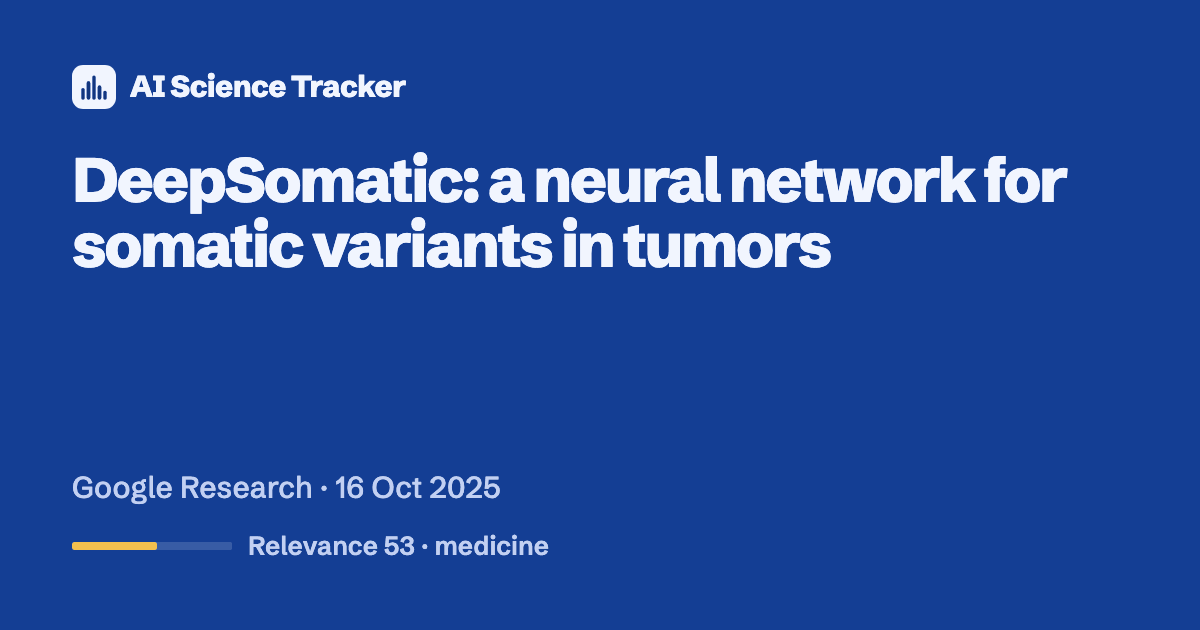 AI Science Tracker
DeepSomatic: a neural network for
somatic variants in tumors
Google Research · 16 Oct 2025
Relevance 53 · medicine